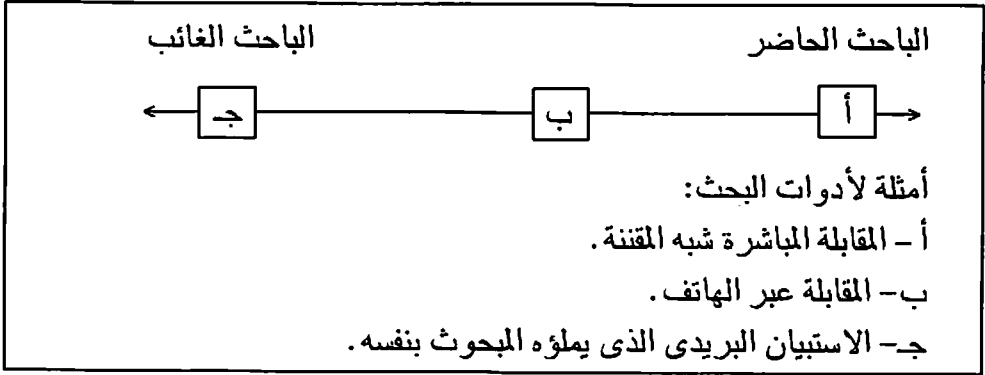 الباحث الحاضر الباحث الغائب
أ ب جـ
أمثلة لأدوات البحث:
أ – المقابلة المباشرة شبه المقننة.
ب – المقابلة عبر الهاتف.
جـ – الاستبيان البريدى الذى يملؤه المبحوث بنفسه.